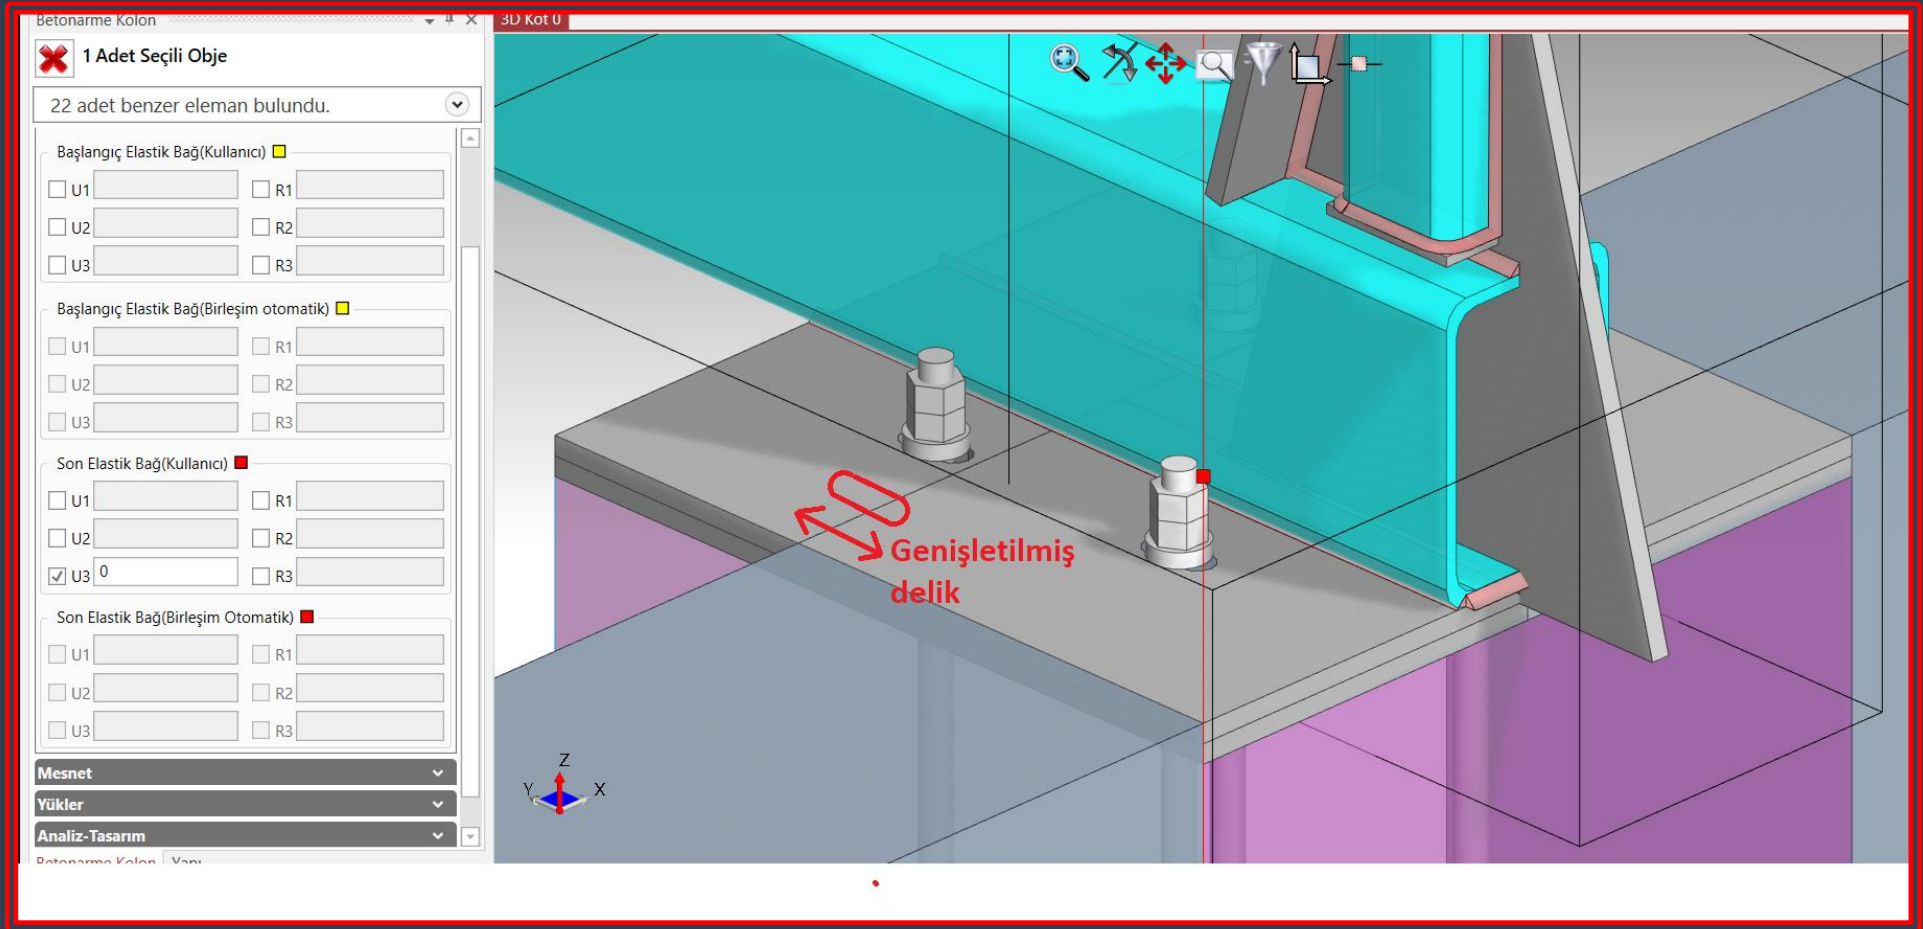 Betonarme Kolon
3D Kot 0
1 Adet Seçili Obje
22 adet benzer eleman bulundu.
Başlangıç Elastik Bağ(Kullanıcı)
U1 R1
U2 R2
U3 R3
Başlangıç Elastik Bağ(Birleşim otomatik)
U1 R1
U2 R2
U3 R3
Son Elastik Bağ(Kullanıcı)
U1 R1
U2 R2
U3 0 R3
Son Elastik Bağ(Birleşim Otomatik)
U1 R1
U2 R2
U3 R3
Mesnet
Yükler
Analiz-Tasarım
Betonarme Kolon Yapı
Genişletilmiş
delik
Z
Y X